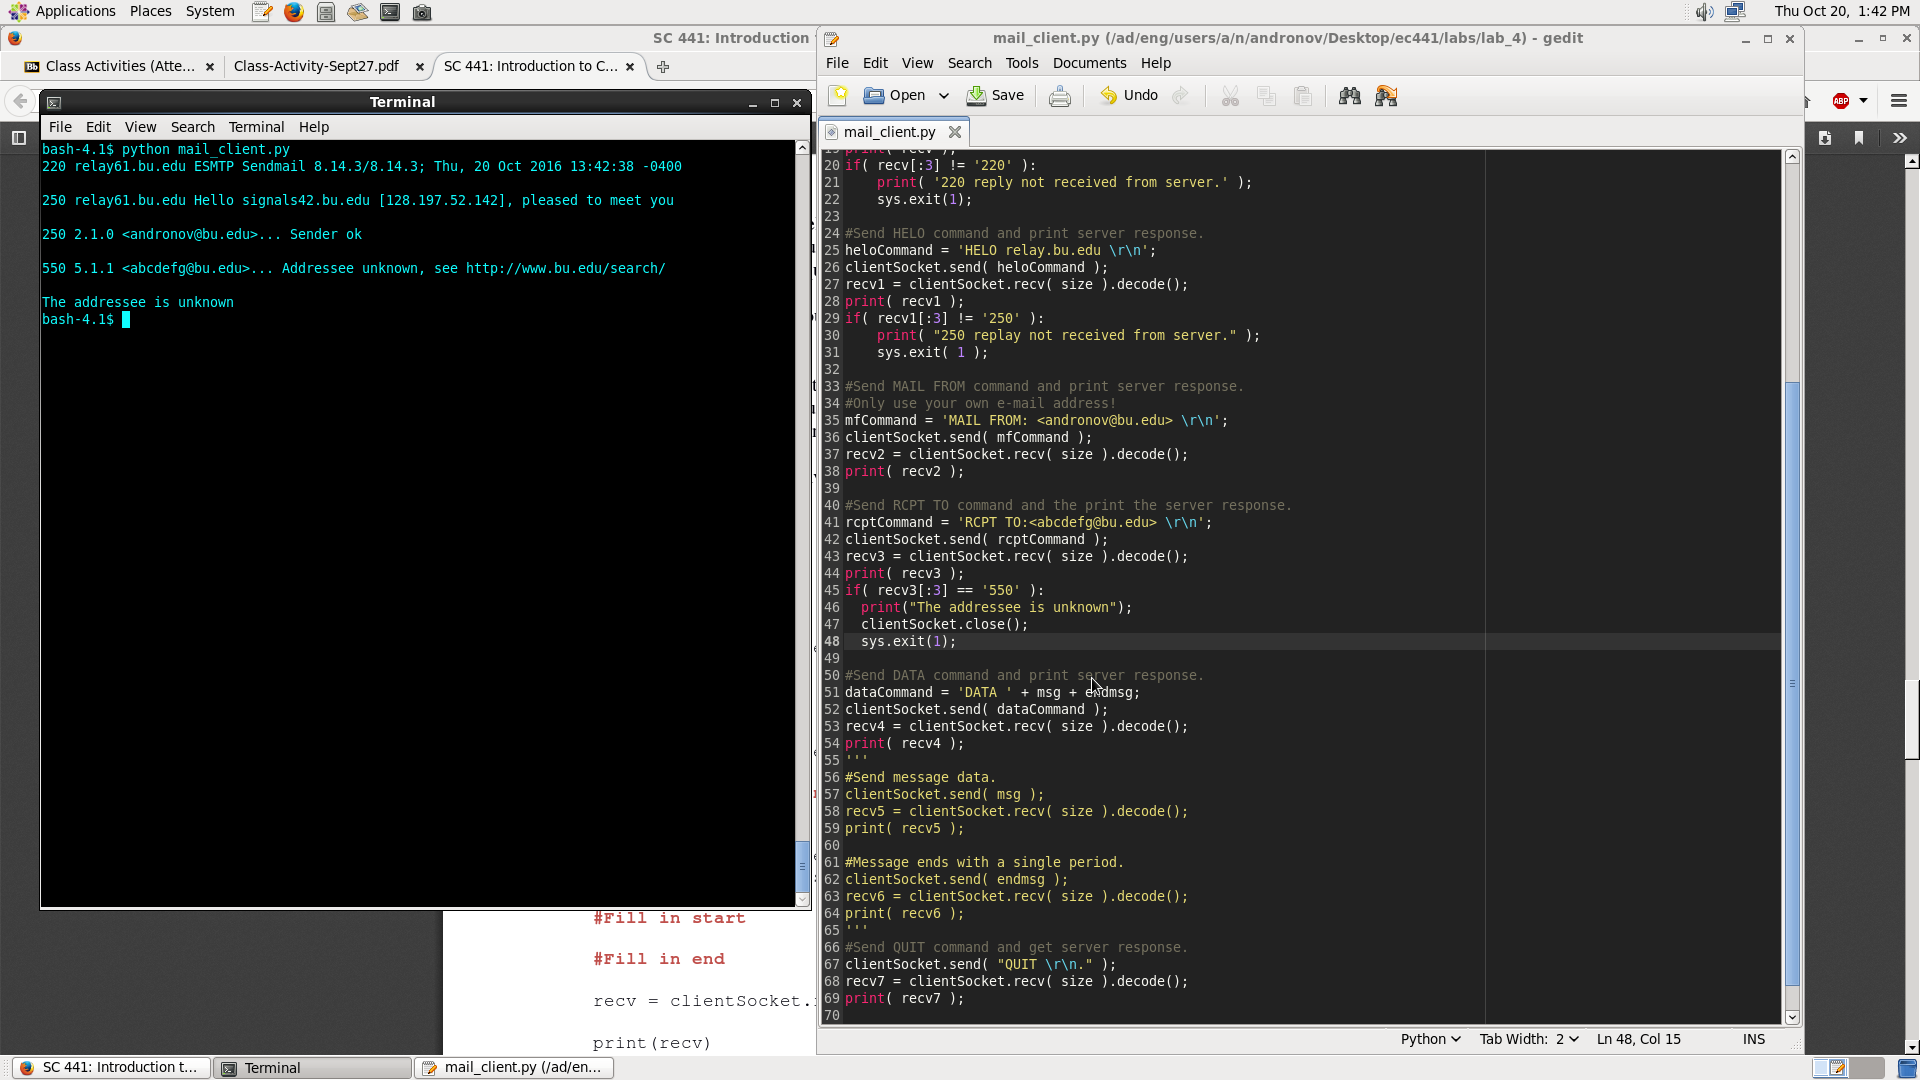 Applications Places System
Thu Oct 20, 1:42 PM
SC 441: Introduction
Class Activities (Atte...
Class-Activity-Sept27.pdf
SC 441: Introduction to C...
ABP
Terminal
File Edit View Search Terminal Help
bash-4.1$ python mail_client.py
220 relay61.bu.edu ESMTP Sendmail 8.14.3/8.14.3; Thu, 20 Oct 2016 13:42:38 -0400
250 relay61.bu.edu Hello signals42.bu.edu [128.197.52.142], pleased to meet you
250 2.1.0 <andronov@bu.edu>... Sender ok
550 5.1.1 <abcdefg@bu.edu>... Addressee unknown, see http://www.bu.edu/search/
The addressee is unknown
bash-4.1$
#Fill in start
#Fill in end
recv = clientSocket.
print(recv)
mail_client.py (/ad/eng/users/a/n/andronov/Desktop/ec441/labs/lab_4) - gedit
File Edit View Search Tools Documents Help
Open Save Undo
mail_client.py
19 print( recv );
20 if( recv[:3] != '220' ):
21     print( '220 reply not received from server.' );
22     sys.exit(1);
23
24 #Send HELO command and print server response.
25 heloCommand = 'HELO relay.bu.edu \r\n';
26 clientSocket.send( heloCommand );
27 recv1 = clientSocket.recv( size ).decode();
28 print( recv1 );
29 if( recv1[:3] != '250' ):
30     print( "250 replay not received from server." );
31     sys.exit( 1 );
32
33 #Send MAIL FROM command and print server response.
34 #Only use your own e-mail address!
35 mfCommand = 'MAIL FROM: <andronov@bu.edu> \r\n';
36 clientSocket.send( mfCommand );
37 recv2 = clientSocket.recv( size ).decode();
38 print( recv2 );
39
40 #Send RCPT TO command and the print the server response.
41 rcptCommand = 'RCPT TO:<abcdefg@bu.edu> \r\n';
42 clientSocket.send( rcptCommand );
43 recv3 = clientSocket.recv( size ).decode();
44 print( recv3 );
45 if( recv3[:3] == '550' ):
46   print("The addressee is unknown");
47   clientSocket.close();
48   sys.exit(1);
49
50 #Send DATA command and print server response.
51 dataCommand = 'DATA ' + msg + endmsg;
52 clientSocket.send( dataCommand );
53 recv4 = clientSocket.recv( size ).decode();
54 print( recv4 );
55 '''
56 #Send message data.
57 clientSocket.send( msg );
58 recv5 = clientSocket.recv( size ).decode();
59 print( recv5 );
60
61 #Message ends with a single period.
62 clientSocket.send( endmsg );
63 recv6 = clientSocket.recv( size ).decode();
64 print( recv6 );
65 '''
66 #Send QUIT command and get server response.
67 clientSocket.send( "QUIT \r\n." );
68 recv7 = clientSocket.recv( size ).decode();
69 print( recv7 );
70
Python Tab Width: 2 Ln 48, Col 15 INS
SC 441: Introduction t...
Terminal
mail_client.py (/ad/en...